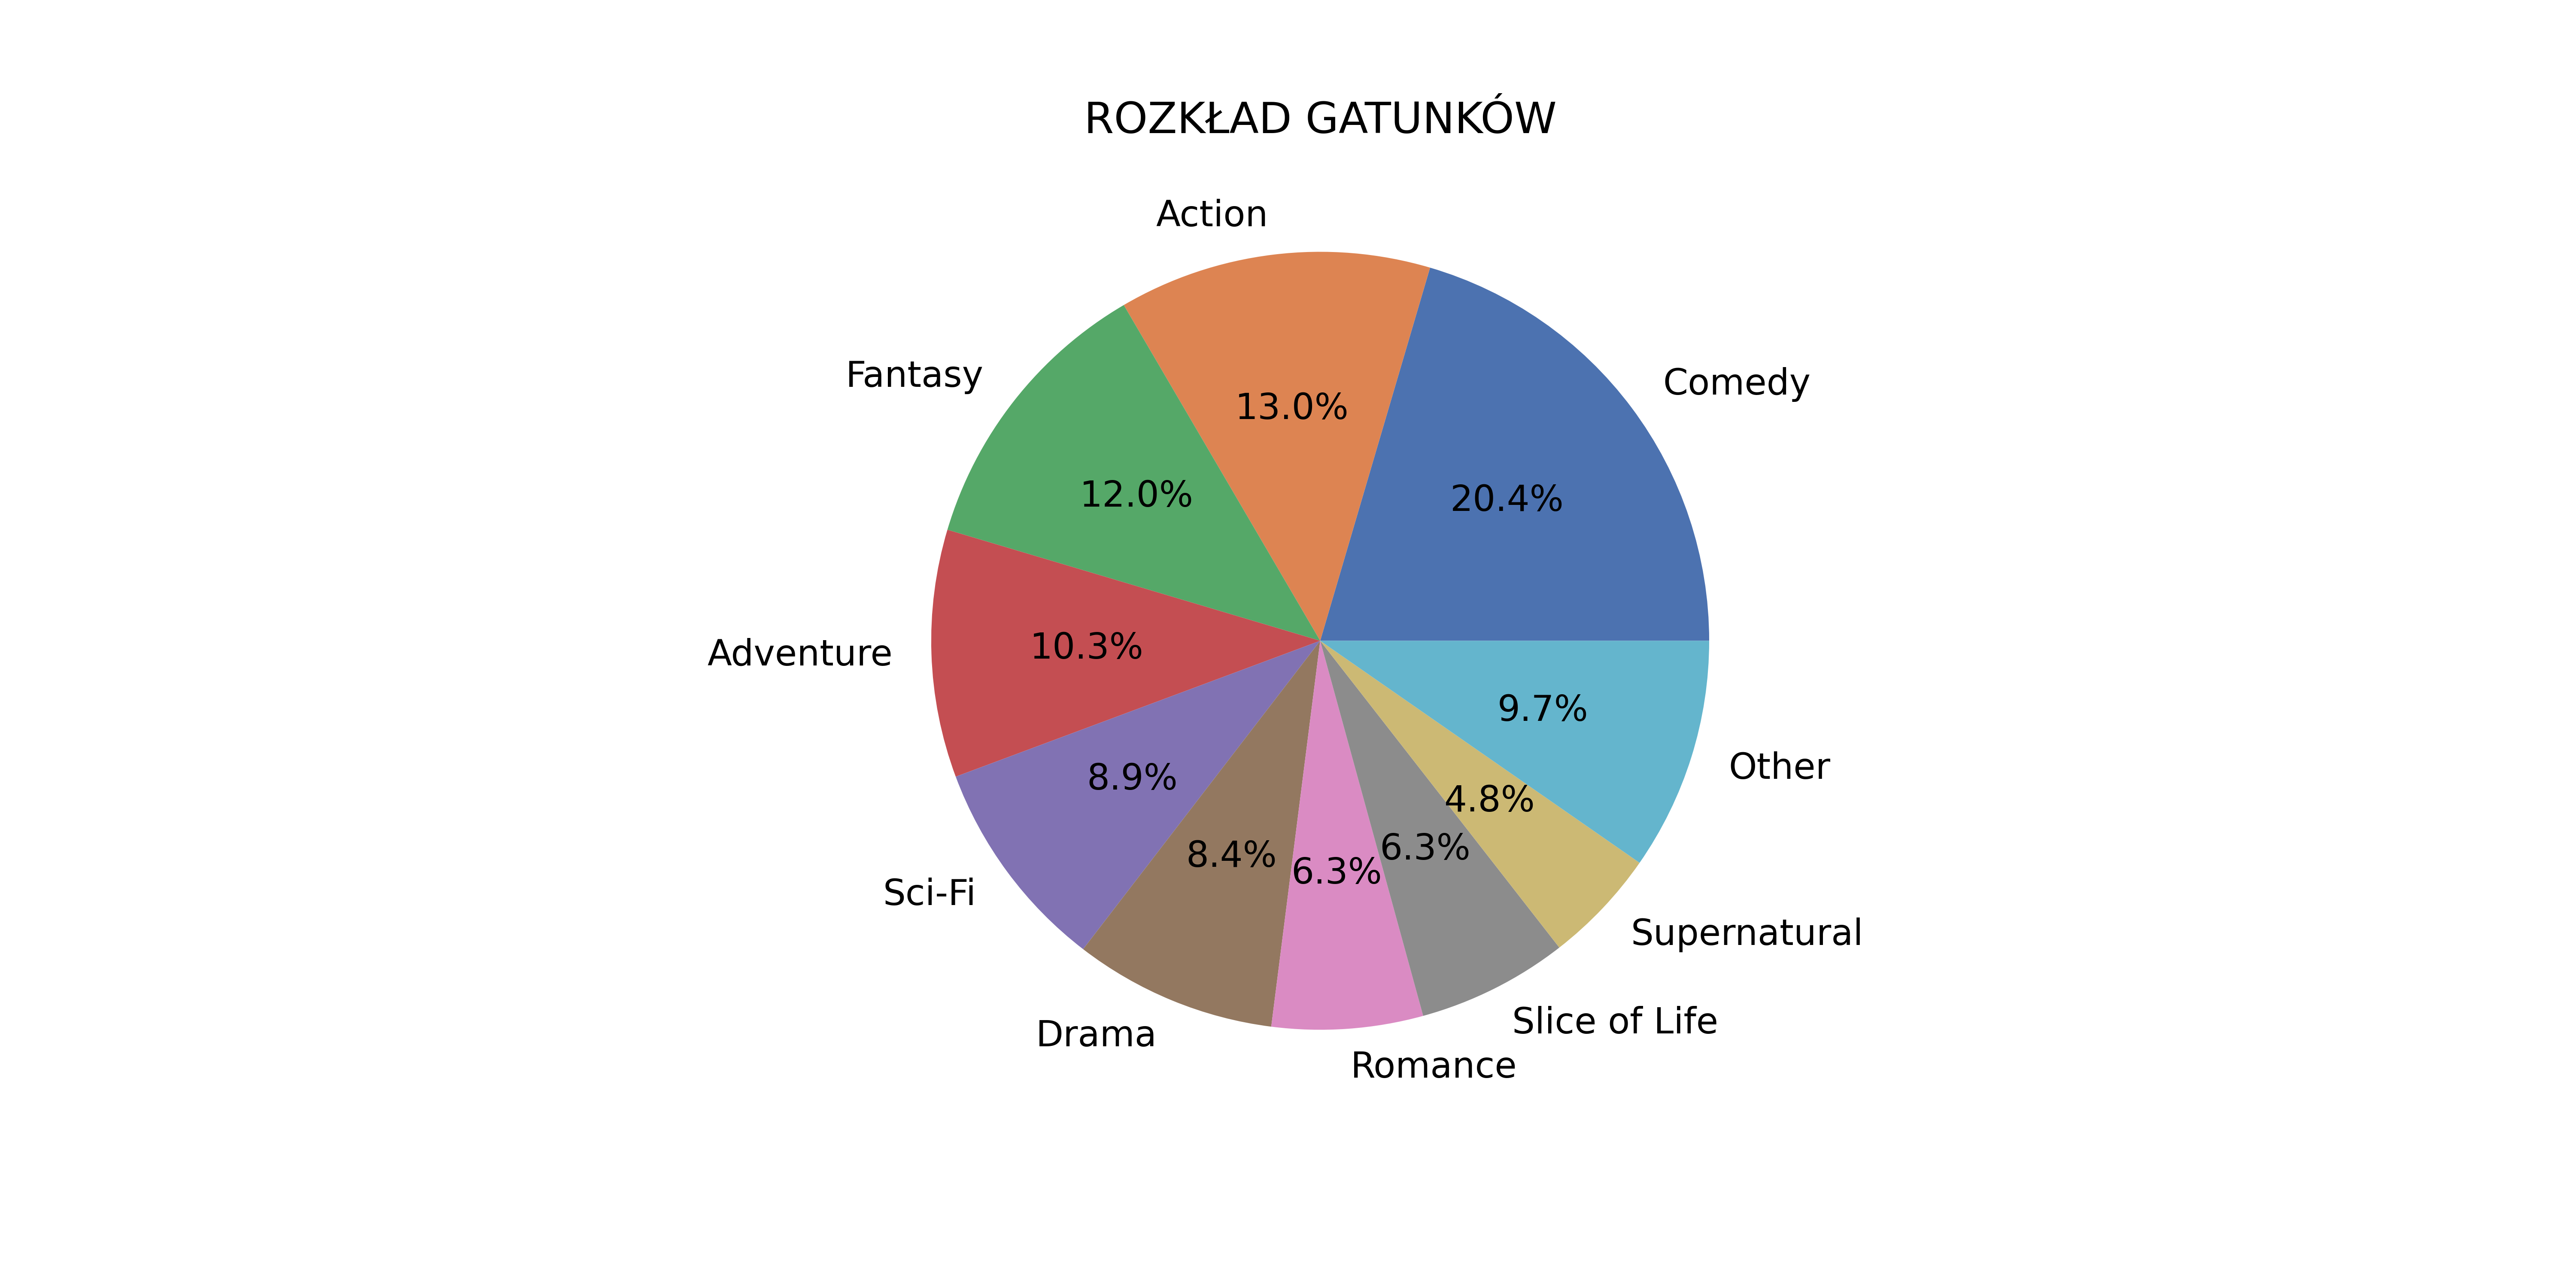 ROZKŁAD GATUNKÓW
Action
Fantasy
Comedy
13.0%
12.0%
20.4%
Adventure
10.3%
9.7%
8.9%
4.8%
Other
8.4%
6.3%
6.3%
Sci-Fi
Supernatural
Drama
Slice of Life
Romance